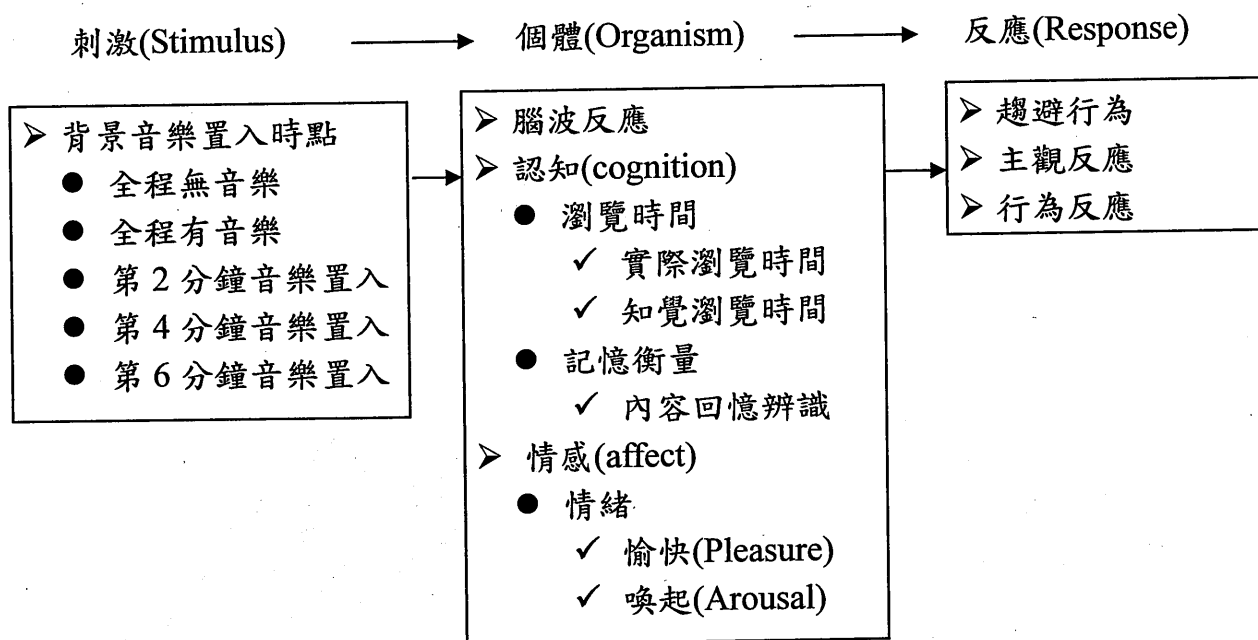 刺激(Stimulus)
個體(Organism)
反應(Response)
➢ 背景音樂置入時點
● 全程無音樂
● 全程有音樂
● 第 2 分鐘音樂置入
● 第 4 分鐘音樂置入
● 第 6 分鐘音樂置入
➢ 腦波反應
➢ 認知(cognition)
● 瀏覽時間
✓ 實際瀏覽時間
✓ 知覺瀏覽時間
● 記憶衡量
✓ 內容回憶辨識
➢ 情感(affect)
● 情緒
✓ 愉快(Pleasure)
✓ 喚起(Arousal)
➢ 趨避行為
➢ 主觀反應
➢ 行為反應